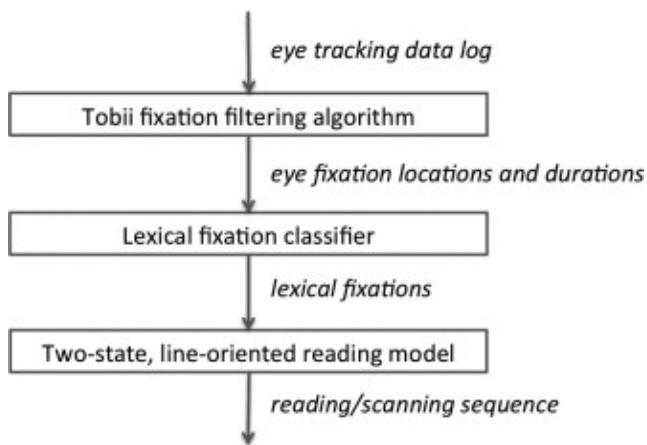 eye tracking data log
Tobii fixation filtering algorithm
eye fixation locations and durations
Lexical fixation classifier
lexical fixations
Two-state, line-oriented reading model
reading/scanning sequence